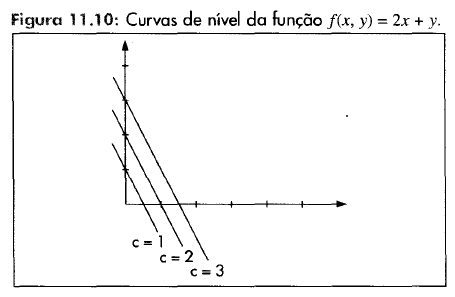 Figura 11.10: Curvas de nível da função f(x, y) = 2x + y.
c = 1
c = 2
c = 3